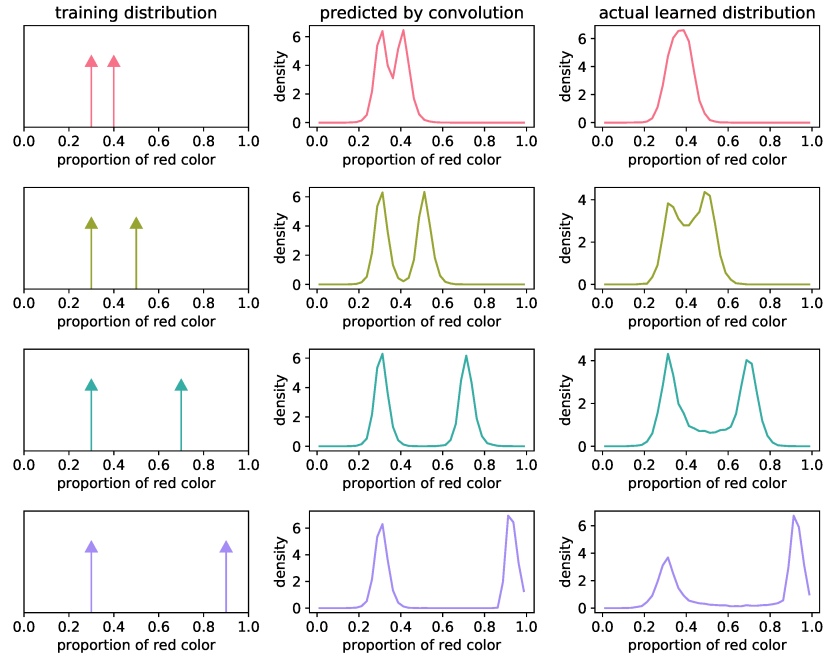 training distribution
predicted by convolution
actual learned distribution
0.0 0.2 0.4 0.6 0.8 1.0
proportion of red color
density
6
4
2
0
0.0 0.2 0.4 0.6 0.8 1.0
proportion of red color
density
6
4
2
0
0.0 0.2 0.4 0.6 0.8 1.0
proportion of red color
0.0 0.2 0.4 0.6 0.8 1.0
proportion of red color
density
6
4
2
0
0.0 0.2 0.4 0.6 0.8 1.0
proportion of red color
density
4
2
0
0.0 0.2 0.4 0.6 0.8 1.0
proportion of red color
0.0 0.2 0.4 0.6 0.8 1.0
proportion of red color
density
6
4
2
0
0.0 0.2 0.4 0.6 0.8 1.0
proportion of red color
density
4
2
0
0.0 0.2 0.4 0.6 0.8 1.0
proportion of red color
0.0 0.2 0.4 0.6 0.8 1.0
proportion of red color
density
6
4
2
0
0.0 0.2 0.4 0.6 0.8 1.0
proportion of red color
density
6
4
2
0
0.0 0.2 0.4 0.6 0.8 1.0
proportion of red color